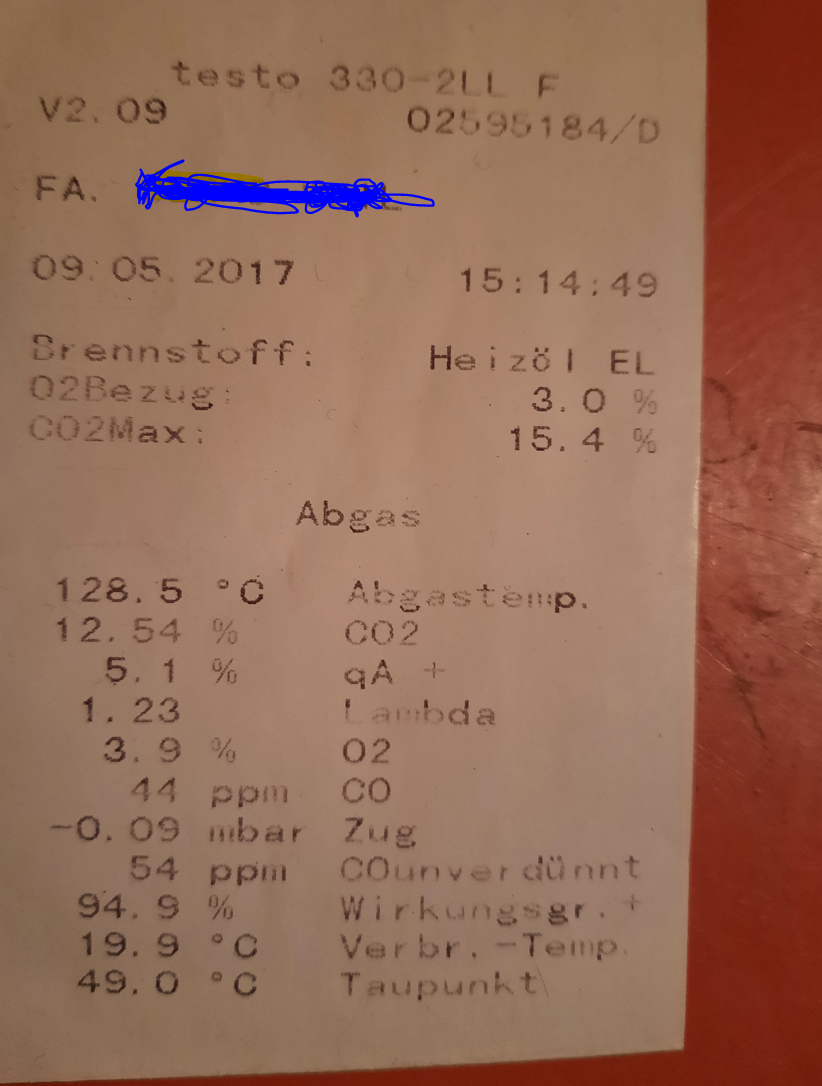 testo 330-2LL F
V2.09 02595184/D
FA.
09.05.2017 15:14:49
Brennstoff: Heizöl EL
O2Bezug: 3.0 %
CO2Max: 15.4 %
Abgas
128.5 °C Abgastemp.
12.54 % CO2
5.1 % qA +
1.23 Lambda
3.9 % O2
44 ppm CO
-0.09 mbar Zug
54 ppm COunverdünnt
94.9 % Wirkungsgr.+
19.9 °C Verbr.-Temp.
49.0 °C Taupunkt